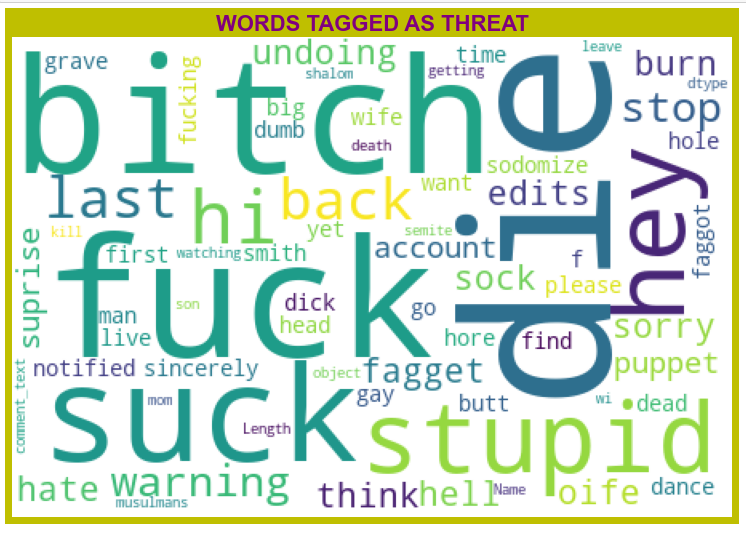 WORDS TAGGED AS THREAT
grave
undoing
time
leave
shalom
getting
burn
dtype
fucking
bitche
big
wife
dumb
death
stop
hole
sodomize
die
last
hi
back
want
edits
hey
faggot
kill
yet
semite
first
watching
smith
account
f
suprise
fuck
sock
please
man
son
dick
go
live
head
hore
find
sorry
notified
sincerely
object
fagget
puppet
comment_text
suck
mom
gay
butt
wi
dead
Length
stupid
hate
warning
musulmans
think
hell
Name
oife
dance